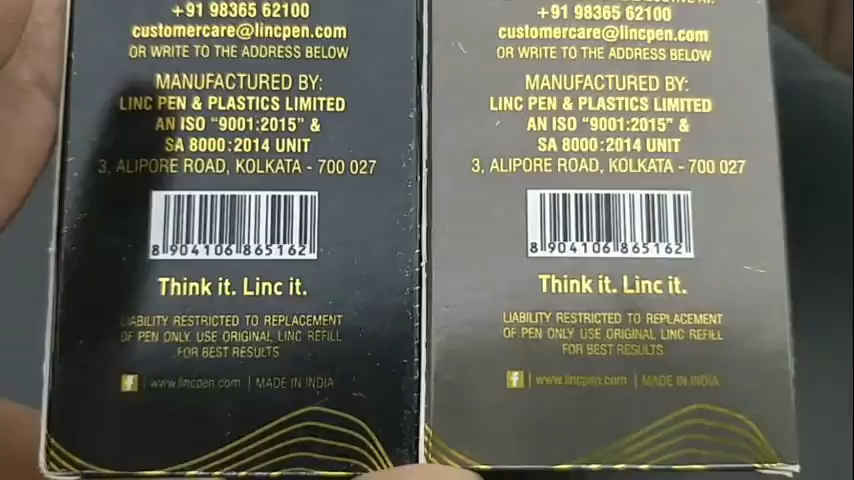 +91 98365 62100
customercare@lincpen.com
OR WRITE TO THE ADDRESS BELOW
MANUFACTURED BY:
LINC PEN & PLASTICS LIMITED
AN ISO "9001:2015" &
SA 8000:2014 UNIT
3, ALIPORE ROAD, KOLKATA - 700 027
8 904106 865162
Think it. Linc it.
LIABILITY RESTRICTED TO REPLACEMENT
OF PEN ONLY. USE ORIGINAL LINC REFILL
FOR BEST RESULTS
f | www.lincpen.com | MADE IN INDIA
+91 98365 62100
customercare@lincpen.com
OR WRITE TO THE ADDRESS BELOW
MANUFACTURED BY:
LINC PEN & PLASTICS LIMITED
AN ISO "9001:2015" &
SA 8000:2014 UNIT
3, ALIPORE ROAD, KOLKATA - 700 027
8 904106 865162
Think it. Linc it.
LIABILITY RESTRICTED TO REPLACEMENT
OF PEN ONLY. USE ORIGINAL LINC REFILL
FOR BEST RESULTS
f | www.lincpen.com | MADE IN INDIA